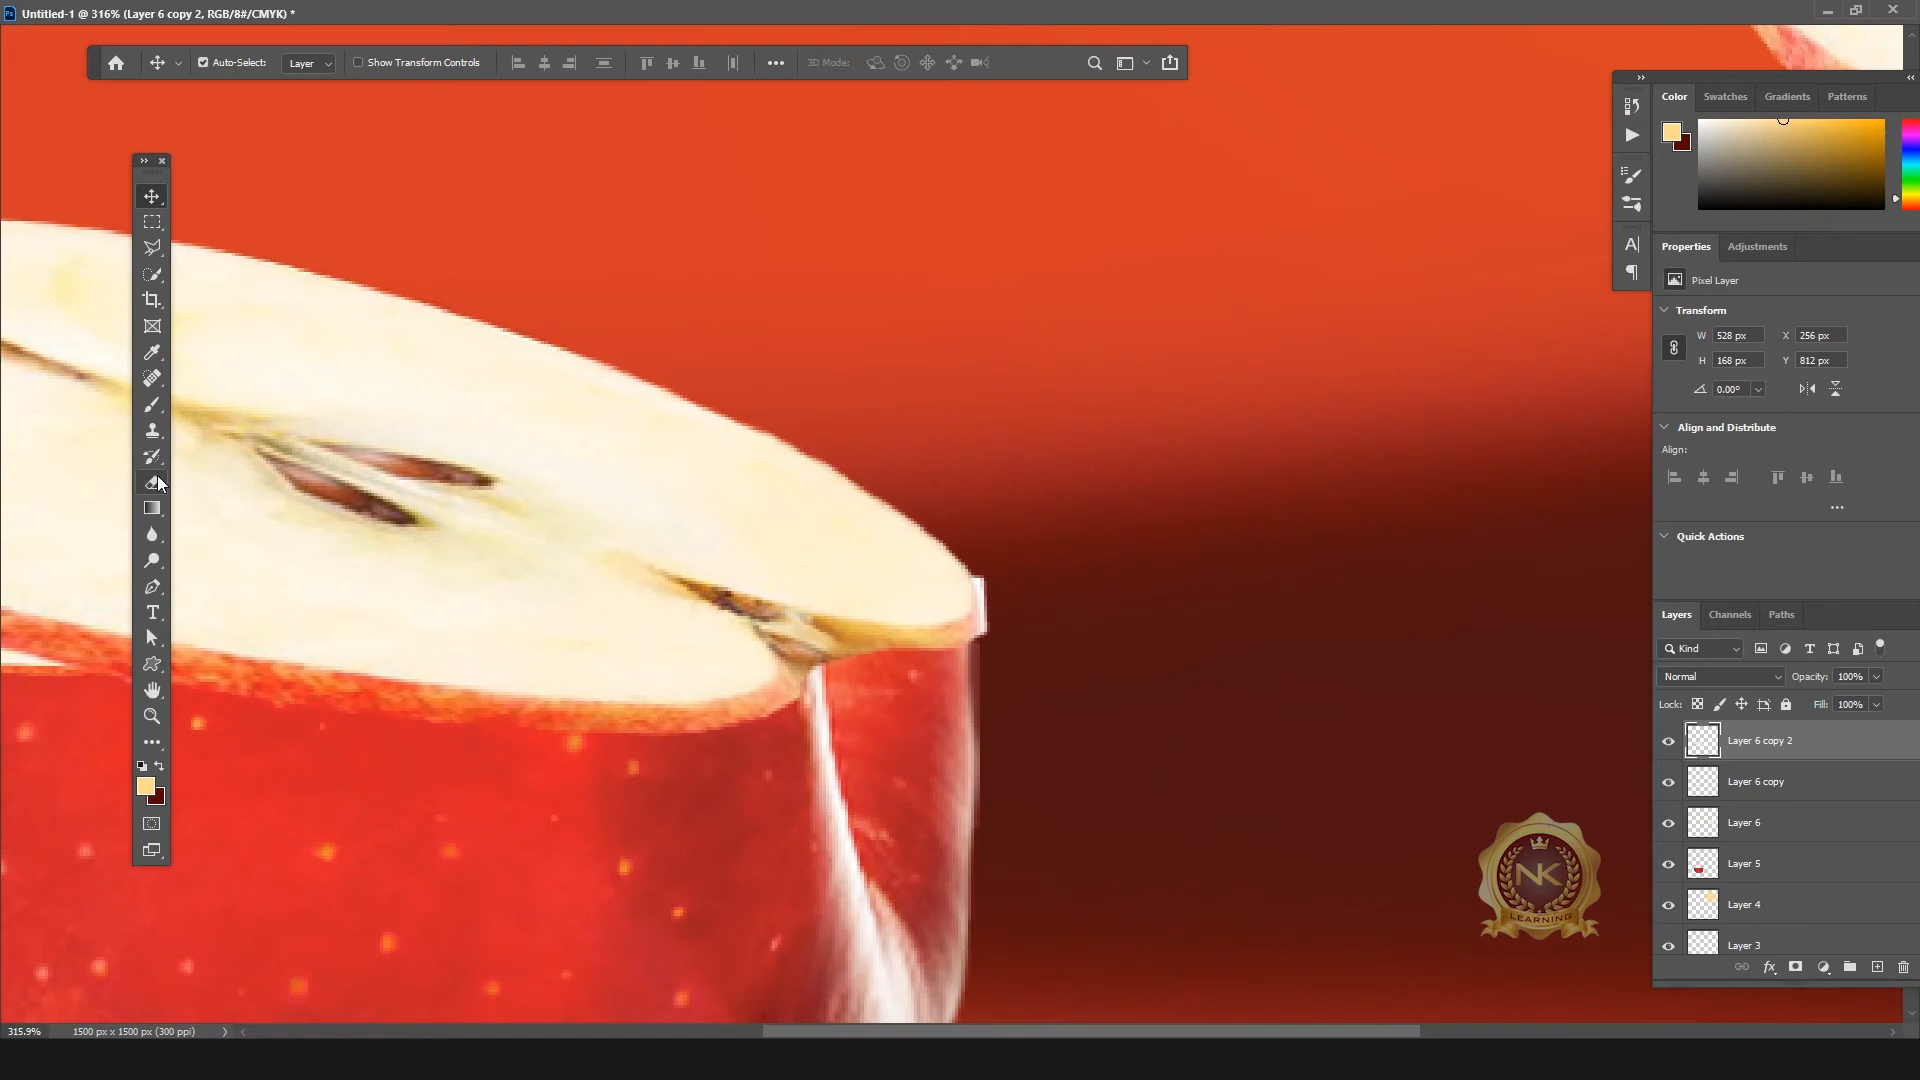 Untitled-1 @ 316% (Layer 6 copy 2, RGB/8#/CMYK) *
Auto-Select:
Layer
Show Transform Controls
3D Mode:
Color Swatches Gradients Patterns
Properties Adjustments
Pixel Layer
Transform
W 528 px X 256 px
H 168 px Y 812 px
0.00°
Align and Distribute
Align:
Quick Actions
Layers Channels Paths
Kind
Normal Opacity: 100%
Lock: Fill: 100%
Layer 6 copy 2
Layer 6 copy
Layer 6
Layer 5
Layer 4
Layer 3
NK
LEARNING
315.9% 1500 px x 1500 px (300 ppi)